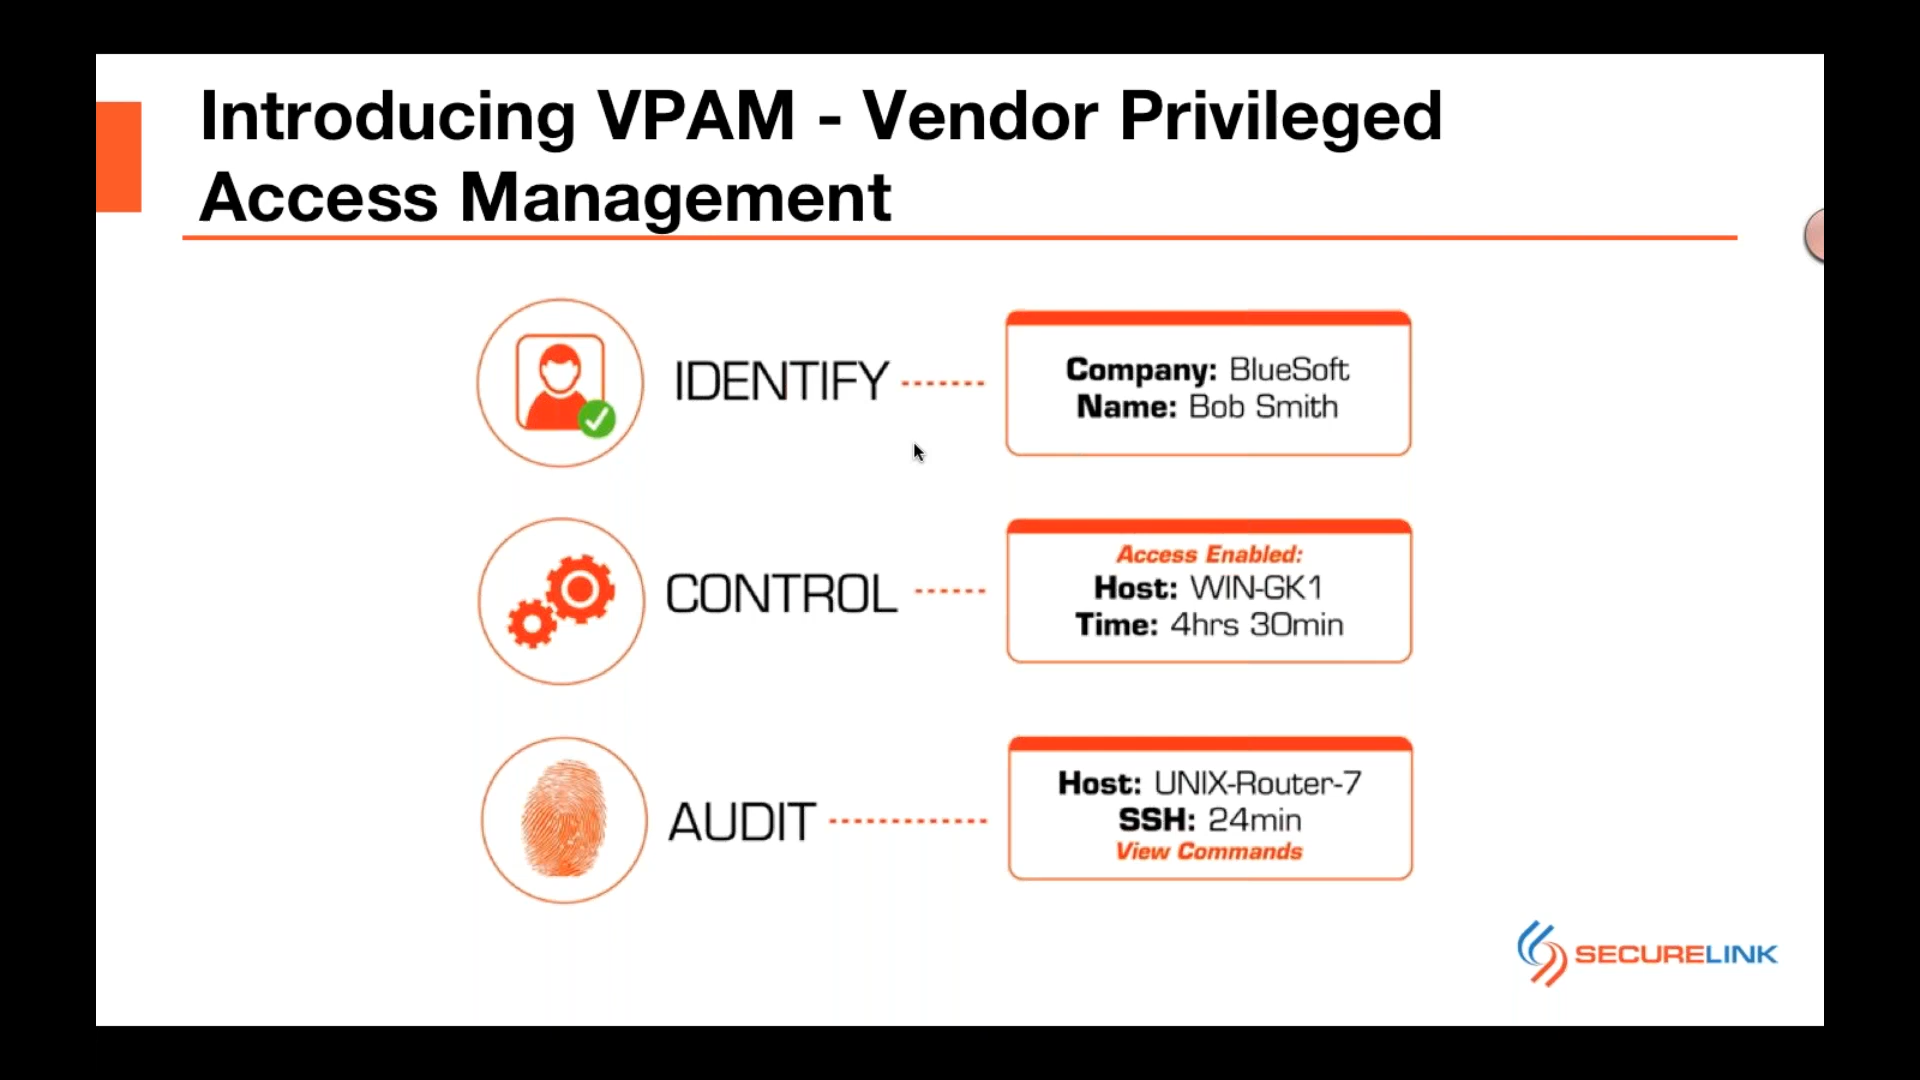 Introducing VPAM - Vendor Privileged
Access Management
IDENTIFY
Company: BlueSoft
Name: Bob Smith
CONTROL
Access Enabled:
Host: WIN-GK1
Time: 4hrs 30min
AUDIT
Host: UNIX-Router-7
SSH: 24min
View Commands
SECURELINK